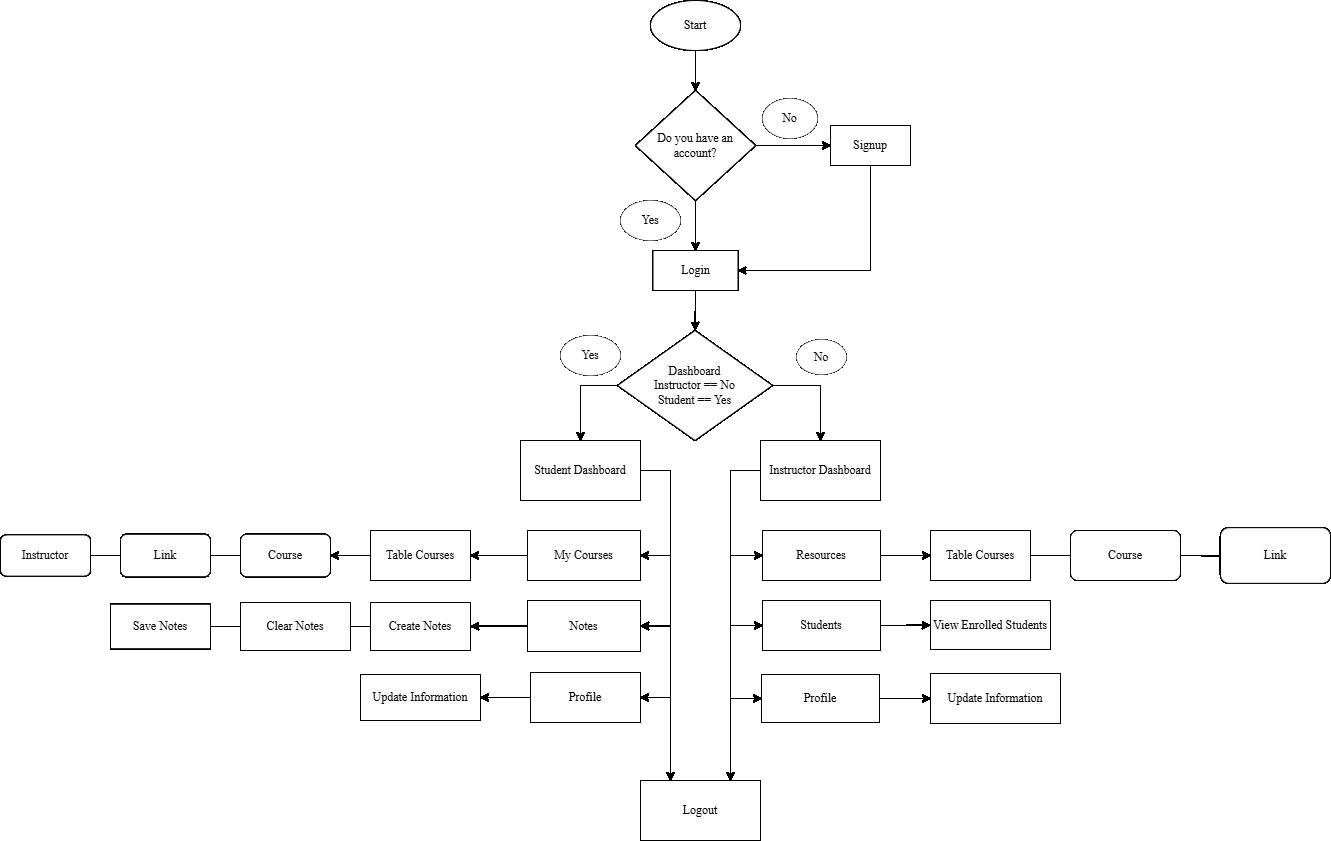 Start
Do you have an
account?
No
Signup
Yes
Login
Yes
Dashboard
Instructor == No
Student == Yes
No
Student Dashboard
Instructor Dashboard
Instructor
Link
Course
Table Courses
My Courses
Resources
Table Courses
Course
Link
Save Notes
Clear Notes
Create Notes
Notes
Students
View Enrolled Students
Update Information
Profile
Profile
Update Information
Logout